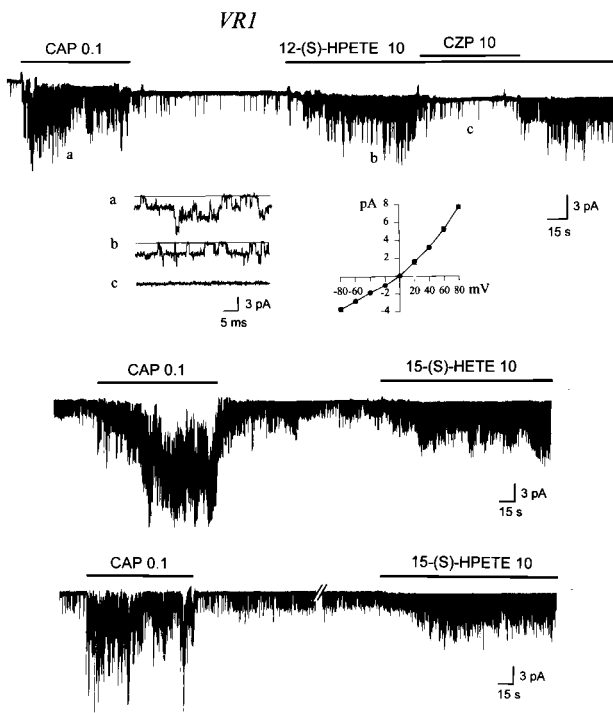 VR1
CAP 0.1
12-(S)-HPETE 10
CZP 10
a
b
c
3 pA
15 s
a
b
c
3 pA
5 ms
pA
8
6
4
2
-80 -60
20 40 60 80 mV
-2
-4
CAP 0.1
15-(S)-HETE 10
3 pA
15 s
CAP 0.1
15-(S)-HPETE 10
3 pA
15 s